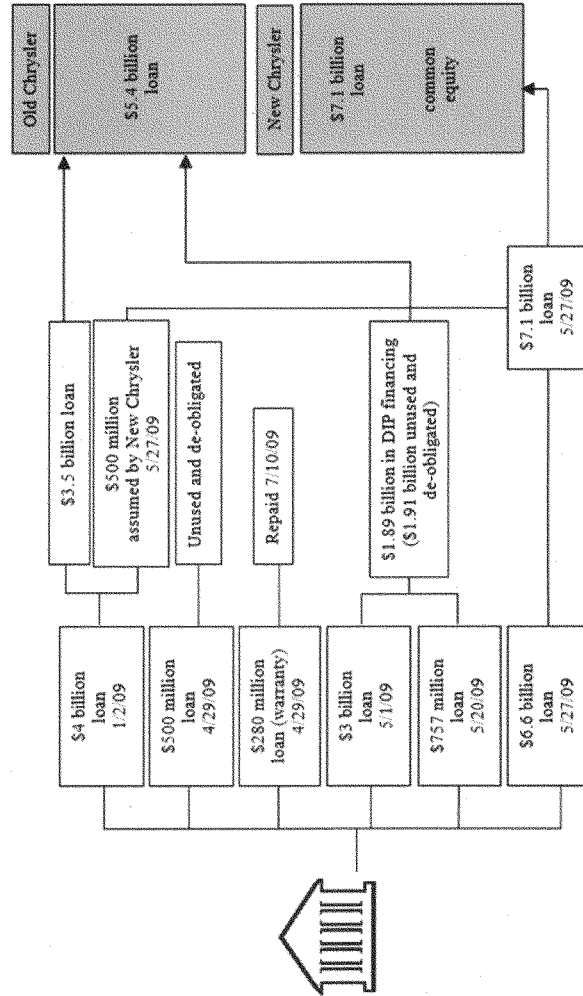 $4 billion
loan
1/2/09
$500 million
loan
4/29/09
$280 million
loan (warranty)
4/29/09
$3 billion
loan
5/1/09
$757 million
loan
5/20/09
$6.6 billion
loan
5/27/09
$3.5 billion loan
$500 million
assumed by New Chrysler
5/27/09
Unused and de-obligated
Repaid 7/10/09
$1.89 billion in DIP financing
($1.91 billion unused and
de-obligated)
$7.1 billion
loan
5/27/09
Old Chrysler
$5.4 billion
loan
New Chrysler
$7.1 billion
loan
common
equity